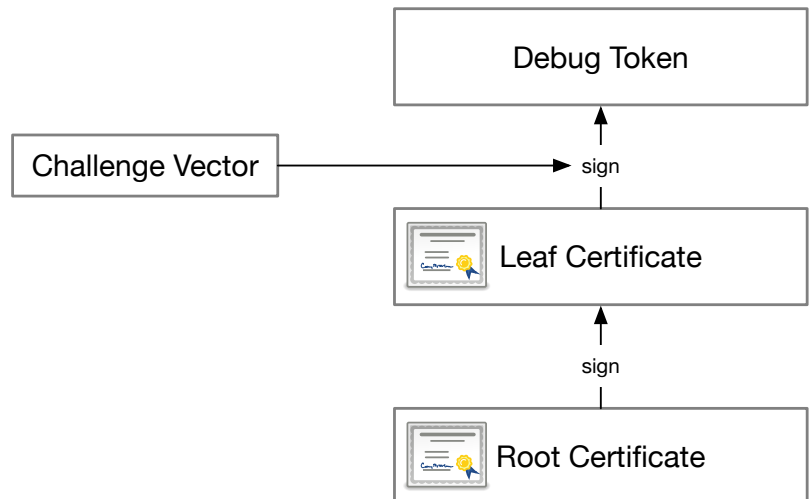 Debug Token
Challenge Vector
sign
Leaf Certificate
sign
Root Certificate